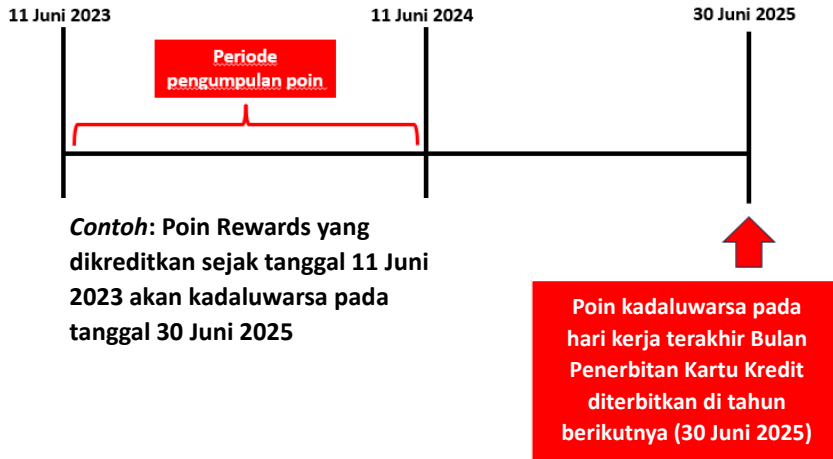 11 Juni 2023
11 Juni 2024
30 Juni 2025
Periode
pengumpulan poin
Contoh: Poin Rewards yang
dikreditkan sejak tanggal 11 Juni
2023 akan kadaluwarsa pada
tanggal 30 Juni 2025
Poin kadaluwarsa pada
hari kerja terakhir Bulan
Penerbitan Kartu Kredit
diterbitkan di tahun
berikutnya (30 Juni 2025)